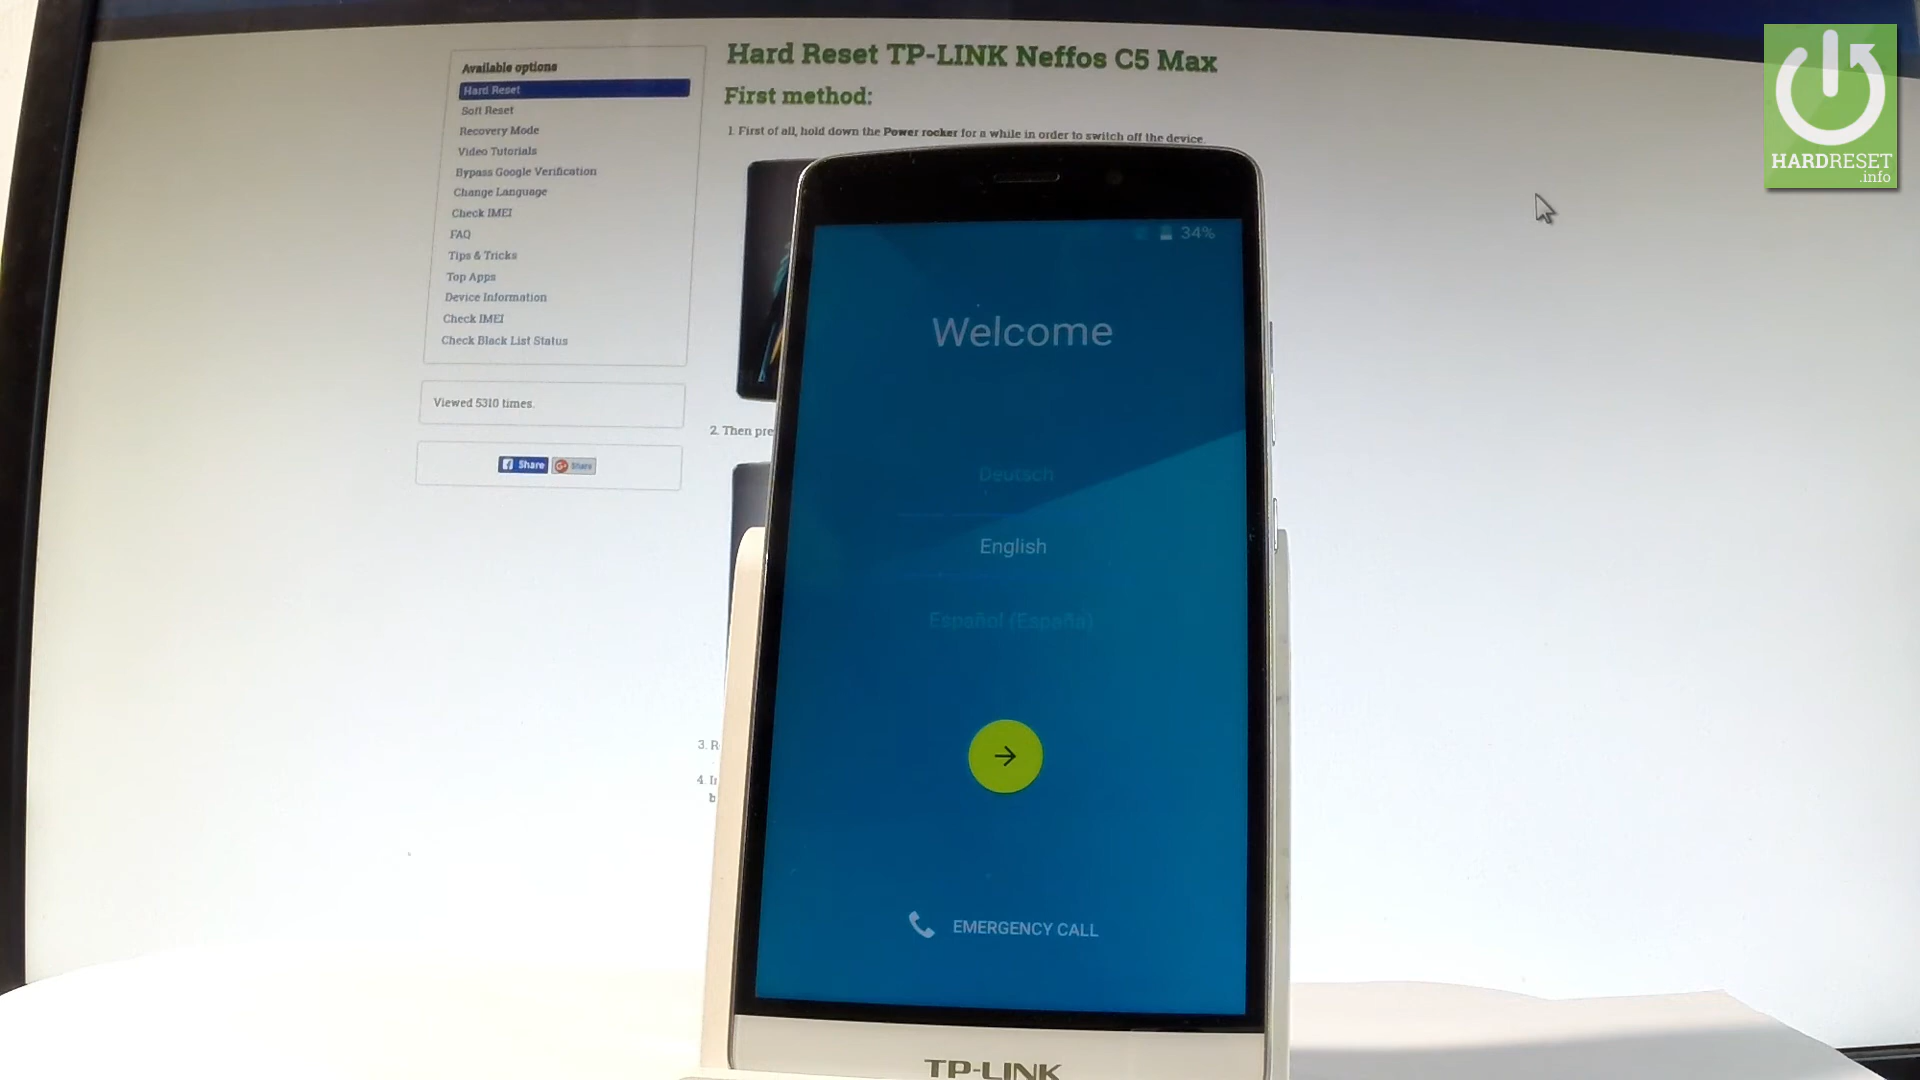 Hard Reset TP-LINK Neffos C5 Max
First method:
1. First of all, hold down the Power rocker for a while in order to switch off the device.
2. Then pre
3. R
4. In
b
Available options
Hard Reset
Soft Reset
Recovery Mode
Video Tutorials
Bypass Google Verification
Change Language
Check IMEI
FAQ
Tips & Tricks
Top Apps
Device Information
Check IMEI
Check Black List Status
Viewed 5310 times.
Share
G+ Share
34%
Welcome
Deutsch
English
Español (España)
EMERGENCY CALL
TP-LINK
HARDRESET
.info